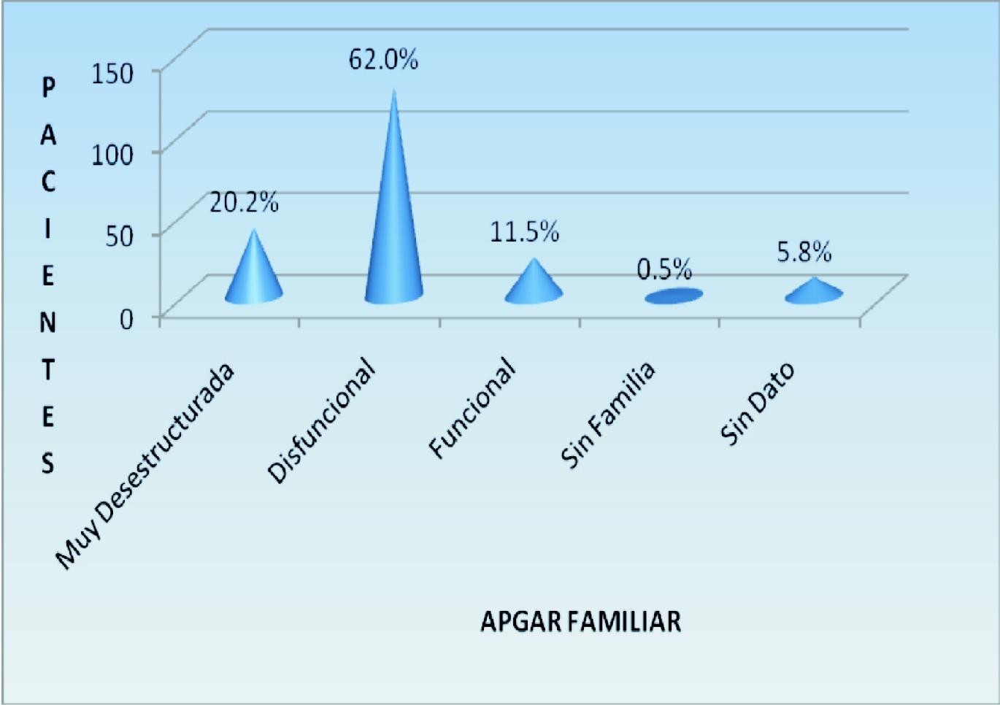 PACIENTES
150
100
50
0
20.2%
62.0%
11.5%
0.5%
5.8%
Muy Desestructurada
Disfuncional
Funcional
Sin Familia
Sin Dato
APGAR FAMILIAR